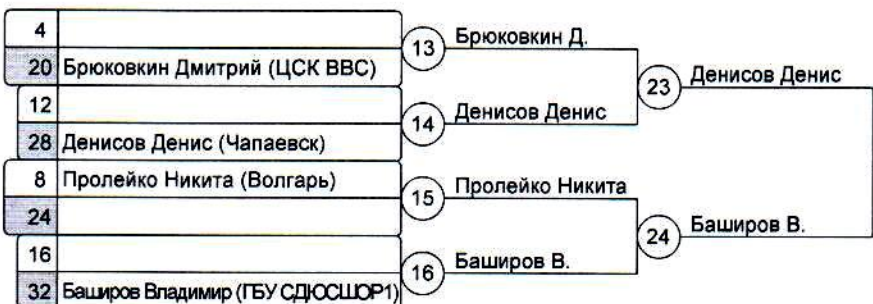 4
20 Брюковкин Дмитрий (ЦСК ВВС)
12
28 Денисов Денис (Чапаевск)
8 Пролейко Никита (Волгарь)
24
16
32 Баширов Владимир (ГБУ СДЮСШОР1)
13 Брюковкин Д.
14 Денисов Денис
15 Пролейко Никита
16 Баширов В.
23 Денисов Денис
24 Баширов В.